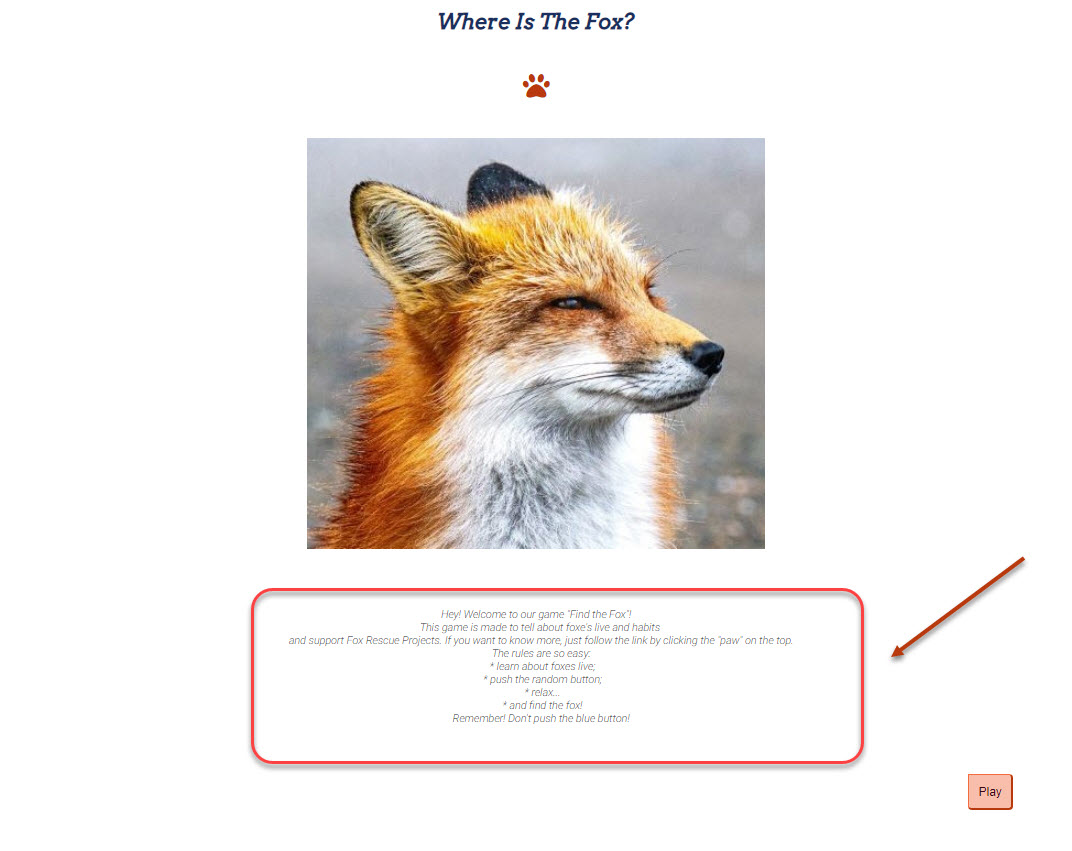 Where Is The Fox?
Hey! Welcome to our game "Find the Fox"!
This game is made to tell about foxe's live and habits
and support Fox Rescue Projects. If you want to know more, just follow the link by clicking the "paw" on the top.
The rules are so easy:
* learn about foxes live;
* push the random button;
* relax...
* and find the fox!
Remember! Don't push the blue button!
Play